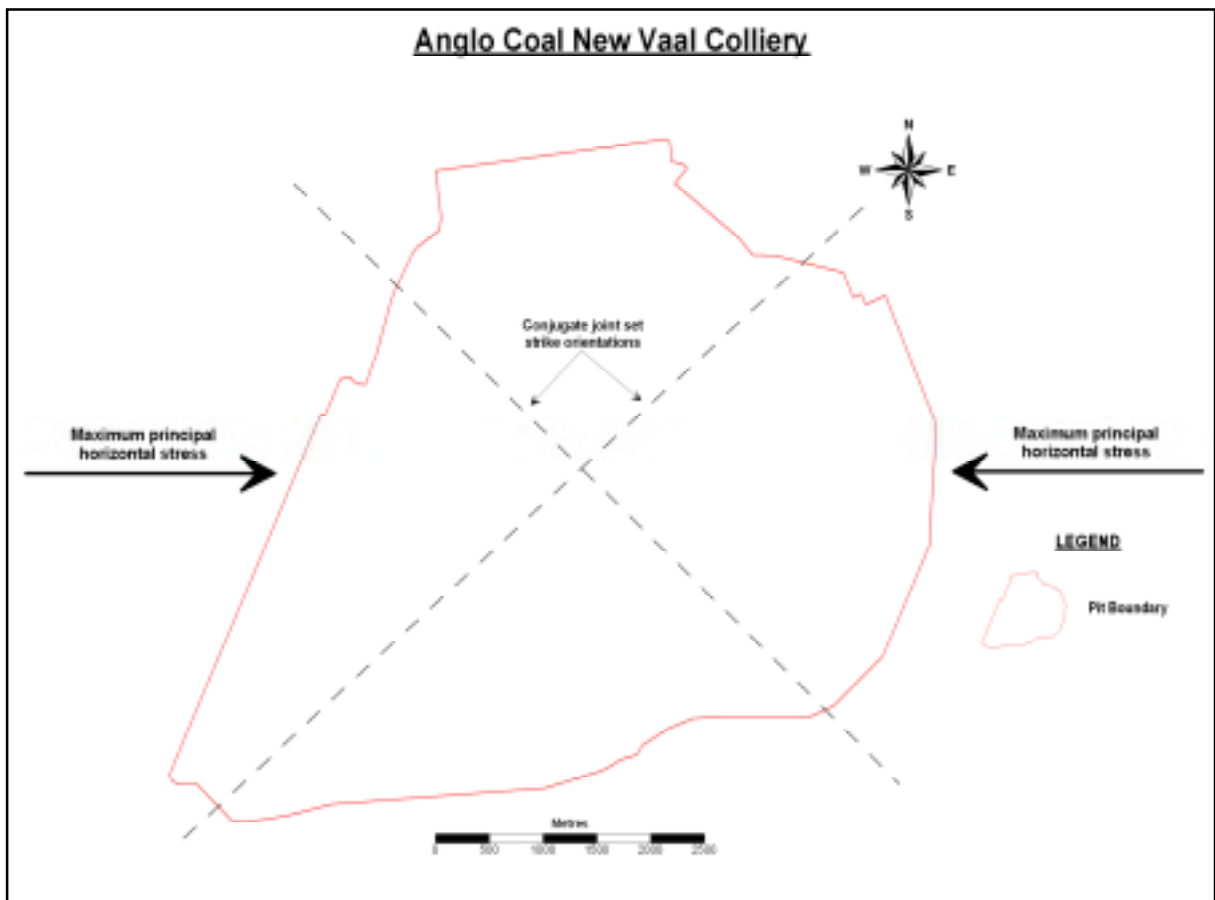 Anglo Coal New Vaal Colliery
N
W E
S
Conjugate joint set
strike orientations
Maximum principal
horizontal stress
Maximum principal
horizontal stress
LEGEND
Pit Boundary
Metres
0 500 1000 1500 2000 2500